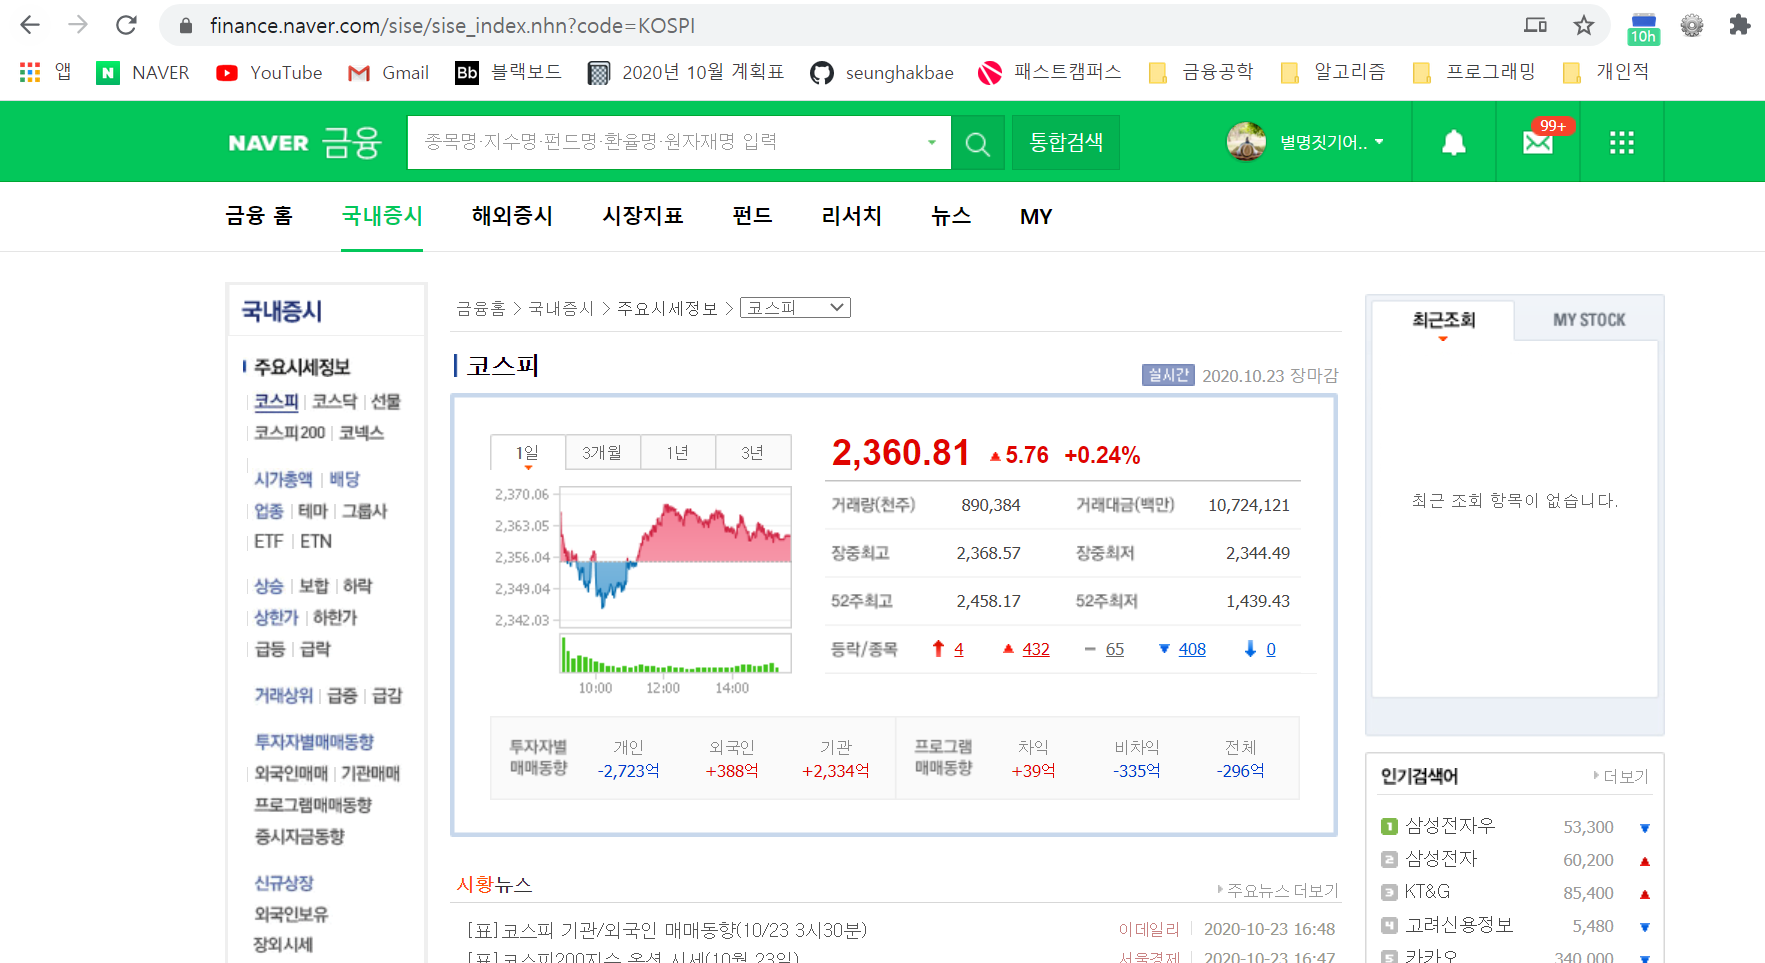 finance.naver.com/sise/sise_index.nhn?code=KOSPI
10h
앱 NAVER YouTube Gmail Bb 블랙보드 2020년 10월 계획표 seunghakbae 패스트캠퍼스 금융공학 알고리즘 프로그래밍 개인적
NAVER 금융 종목명·지수명·펀드명·환율명·원자재명 입력 통합검색 별명짓기어.. 99+
금융 홈 국내증시 해외증시 시장지표 펀드 리서치 뉴스 MY
국내증시
주요시세정보
코스피 코스닥 선물
코스피200 코넥스
시가총액 배당
업종 테마 그룹사
ETF ETN
상승 보합 하락
상한가 하한가
급등 급락
거래상위 급증 급감
투자자별매매동향
외국인매매 기관매매
프로그램매매동향
증시자금동향
신규상장
외국인보유
장외시세
금융홈 > 국내증시 > 주요시세정보 > 코스피
코스피
실시간 2020.10.23 장마감
1일 3개월 1년 3년
2,370.06
2,363.05
2,356.04
2,349.04
2,342.03
10:00 12:00 14:00
2,360.81 ▲5.76 +0.24%
거래량(천주) 890,384 거래대금(백만) 10,724,121
장중최고 2,368.57 장중최저 2,344.49
52주최고 2,458.17 52주최저 1,439.43
등락/종목 4 ▲ 432 65 ▼ 408 0
투자자별 매매동향
개인 외국인 기관
-2,723억 +388억 +2,334억
프로그램 매매동향
차익 비차익 전체
+39억 -335억 -296억
시황뉴스
주요뉴스 더보기
[표]코스피 기관/외국인 매매동향(10/23 3시30분) 이데일리 2020-10-23 16:48
[표]코스피200지수 옵션 시세(10월 23일) 서울경제 2020-10-23 16:47
최근조회 MY STOCK
최근 조회 항목이 없습니다.
인기검색어 더보기
1 삼성전자우 53,300 ▼
2 삼성전자 60,200 ▲
3 KT&G 85,400 ▲
4 고려신용정보 5,480 ▼
5 카카오 340,000 ▼